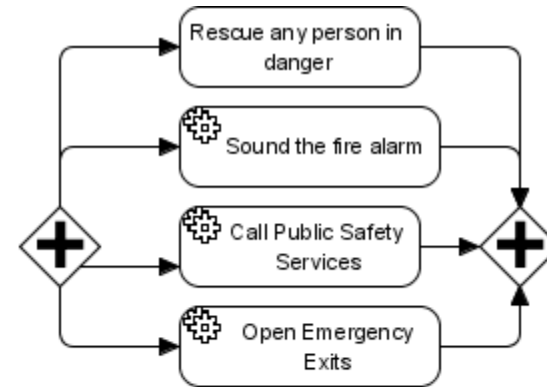 Rescue any person in
danger
Sound the fire alarm
Call Public Safety
Services
Open Emergency
Exits